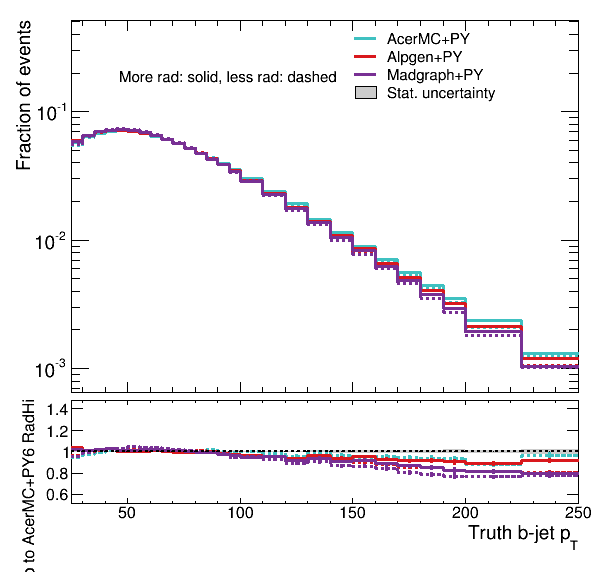 AcerMC+PY
Alpgen+PY
More rad: solid, less rad: dashed
Madgraph+PY
Stat. uncertainty
Fraction of events
10^-1
10^-2
10^-3
1.4
1.2
1
0.8
0.6
to AcerMC+PY6 RadHi
50 100 150 200 250
Truth b-jet p_T